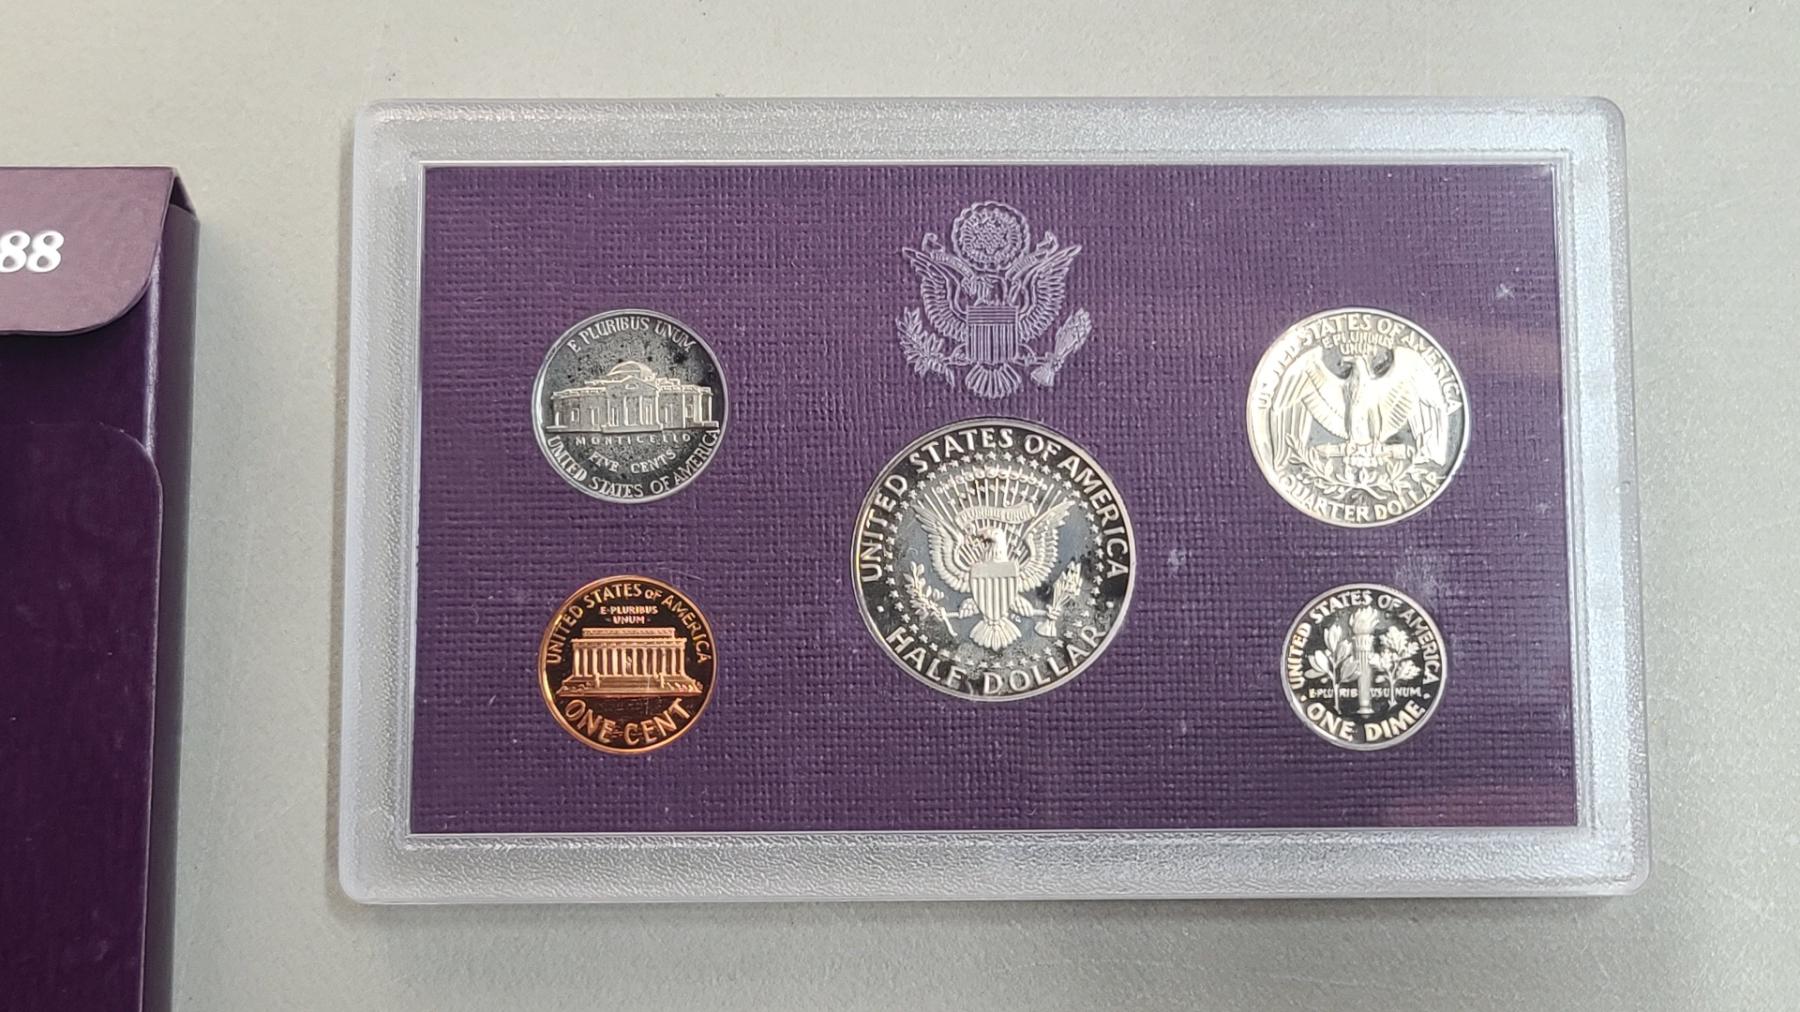 88
E PLURIBUS UNUM
MONTICELLO
FIVE CENTS
UNITED STATES OF AMERICA
UNITED STATES OF AMERICA
E PLURIBUS
UNUM
ONE CENT
UNITED STATES OF AMERICA
PLURIBUS UNUM
HALF DOLLAR
UNITED STATES OF AMERICA
E PLURIBUS
UNUM
QUARTER DOLLAR
UNITED STATES OF AMERICA
E PLURIBUS UNUM
ONE DIME